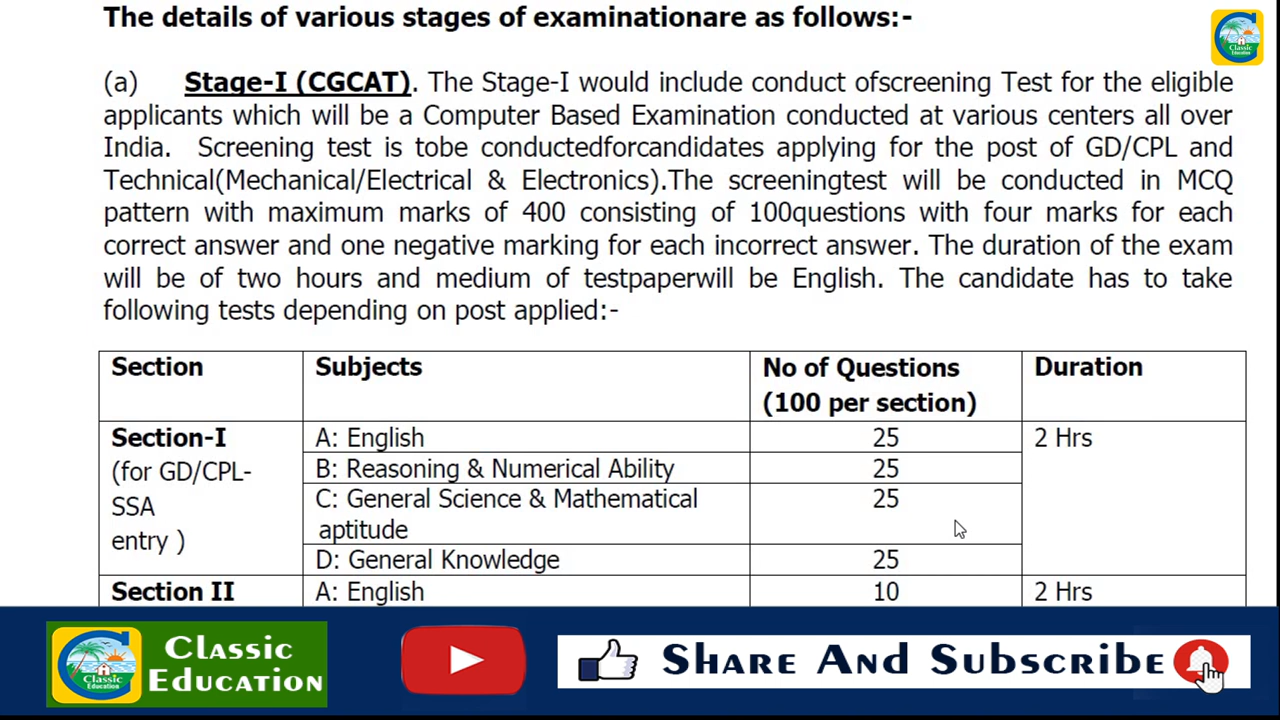 The details of various stages of examinationare as follows:-
Classic
Education
(a) Stage-I (CGCAT). The Stage-I would include conduct ofscreening Test for the eligible
applicants which will be a Computer Based Examination conducted at various centers all over
India. Screening test is tobe conductedforcandidates applying for the post of GD/CPL and
Technical(Mechanical/Electrical & Electronics).The screeningtest will be conducted in MCQ
pattern with maximum marks of 400 consisting of 100questions with four marks for each
correct answer and one negative marking for each incorrect answer. The duration of the exam
will be of two hours and medium of testpaperwill be English. The candidate has to take
following tests depending on post applied:-
Section Subjects No of Questions Duration
(100 per section)
Section-I A: English 25 2 Hrs
(for GD/CPL- B: Reasoning & Numerical Ability 25
SSA C: General Science & Mathematical 25
entry ) aptitude
D: General Knowledge 25
Section II A: English 10 2 Hrs
Classic
Education
Classic
Education
Share And Subscribe